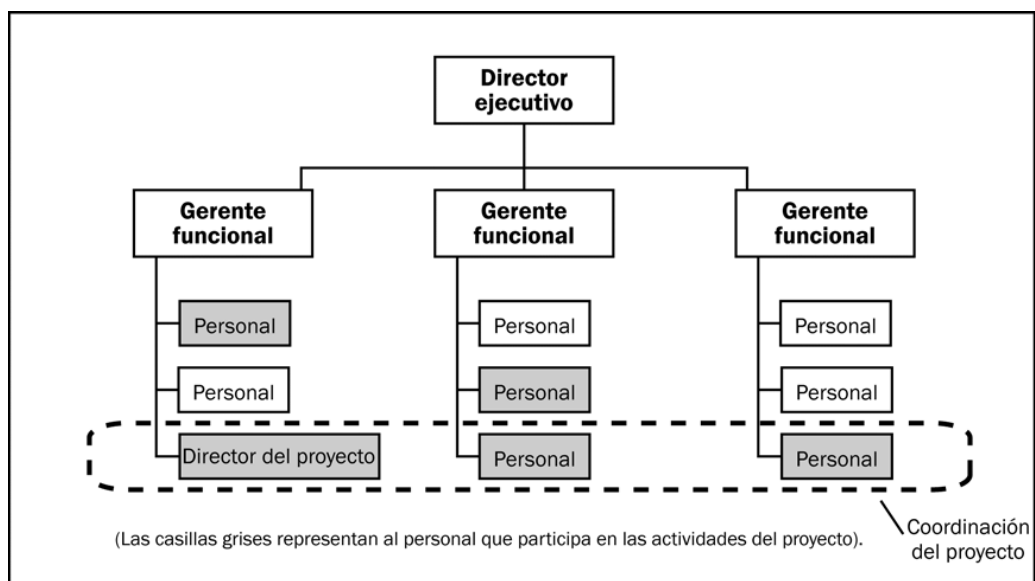 Director
ejecutivo
Gerente
funcional
Gerente
funcional
Gerente
funcional
Personal
Personal
Personal
Personal
Personal
Personal
Director del proyecto
Personal
Personal
(Las casillas grises representan al personal que participa en las actividades del proyecto).
Coordinación
del proyecto